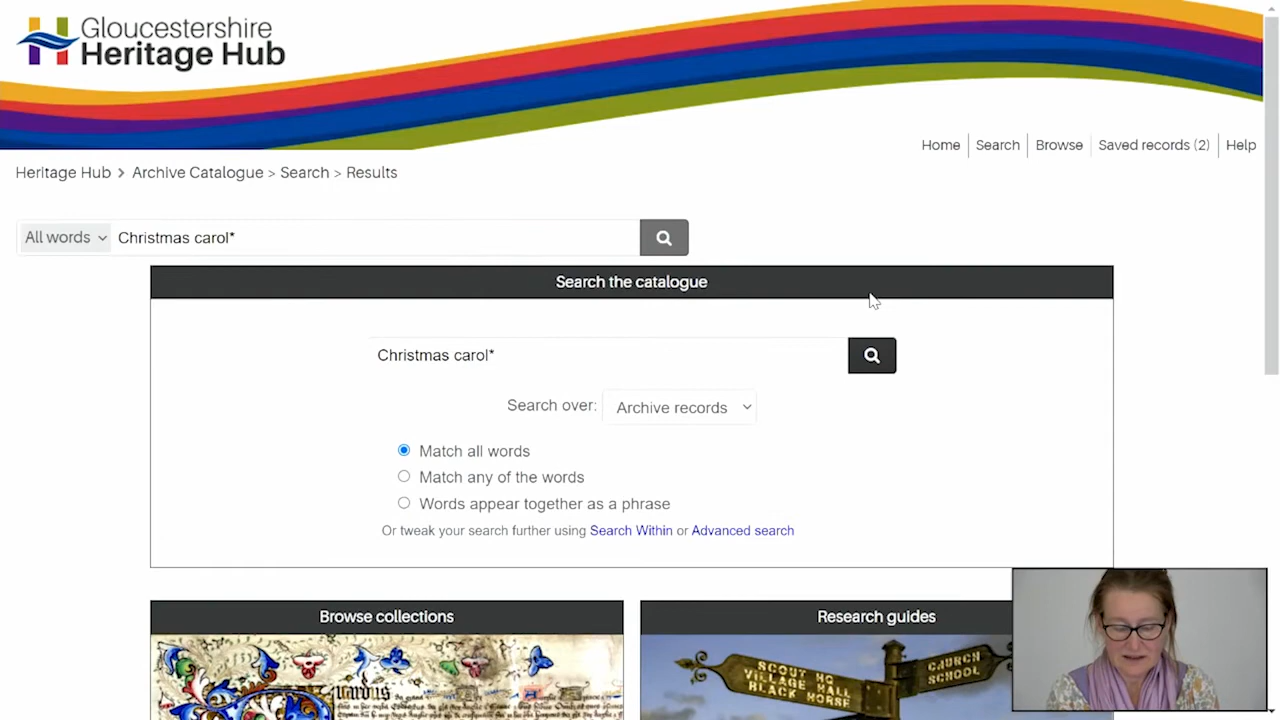 Gloucestershire
Heritage Hub
Home Search Browse Saved records (2) Help
Heritage Hub > Archive Catalogue > Search > Results
All words Christmas carol*
Search the catalogue
Christmas carol*
Search over: Archive records
Match all words
Match any of the words
Words appear together as a phrase
Or tweak your search further using Search Within or Advanced search
Browse collections
Research guides
SCOUT HQ
VILLAGE HALL
BLACK HORSE
CHURCH
SCHOOL